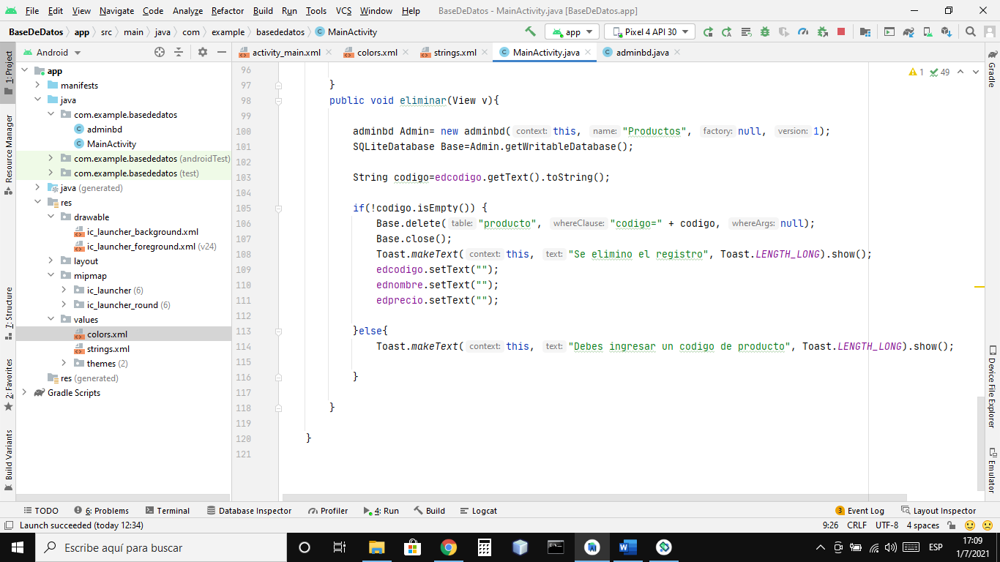 File Edit View Navigate Code Analyze Refactor Build Run Tools VCS Window Help BaseDeDatos - MainActivity.java [BaseDeDatos.app]
BaseDeDatos app src main java com example basededatos MainActivity app Pixel 4 API 30
Android
activity_main.xml colors.xml strings.xml MainActivity.java adminbd.java
1: Project
Resource Manager
7: Structure
2: Favorites
Build Variants
app
manifests
java
com.example.basededatos
adminbd
MainActivity
com.example.basededatos (androidTest)
com.example.basededatos (test)
java (generated)
res
drawable
ic_launcher_background.xml
ic_launcher_foreground.xml (v24)
layout
mipmap
ic_launcher (6)
ic_launcher_round (6)
values
colors.xml
strings.xml
themes (2)
res (generated)
Gradle Scripts
1 49
96
97 }
98 public void eliminar(View v){
99
100 adminbd Admin= new adminbd( context: this, name: "Productos", factory: null, version: 1);
101 SQLiteDatabase Base=Admin.getWritableDatabase();
102
103 String codigo=edcodigo.getText().toString();
104
105 if(!codigo.isEmpty()) {
106 Base.delete( table: "producto", whereClause: "codigo=" + codigo, whereArgs: null);
107 Base.close();
108 Toast.makeText( context: this, text: "Se elimino el registro", Toast.LENGTH_LONG).show();
109 edcodigo.setText("");
110 ednombre.setText("");
111 edprecio.setText("");
112
113 }else{
114 Toast.makeText( context: this, text: "Debes ingresar un codigo de producto", Toast.LENGTH_LONG).show();
115
116 }
117
118 }
119
120 }
121
Gradle
Device File Explorer
Emulator
TODO 6: Problems Terminal Database Inspector Profiler 4: Run Build Logcat 3 Event Log Layout Inspector
Launch succeeded (today 12:34) 9:26 CRLF UTF-8 4 spaces
Escribe aquí para buscar
ESP
17:09
1/7/2021